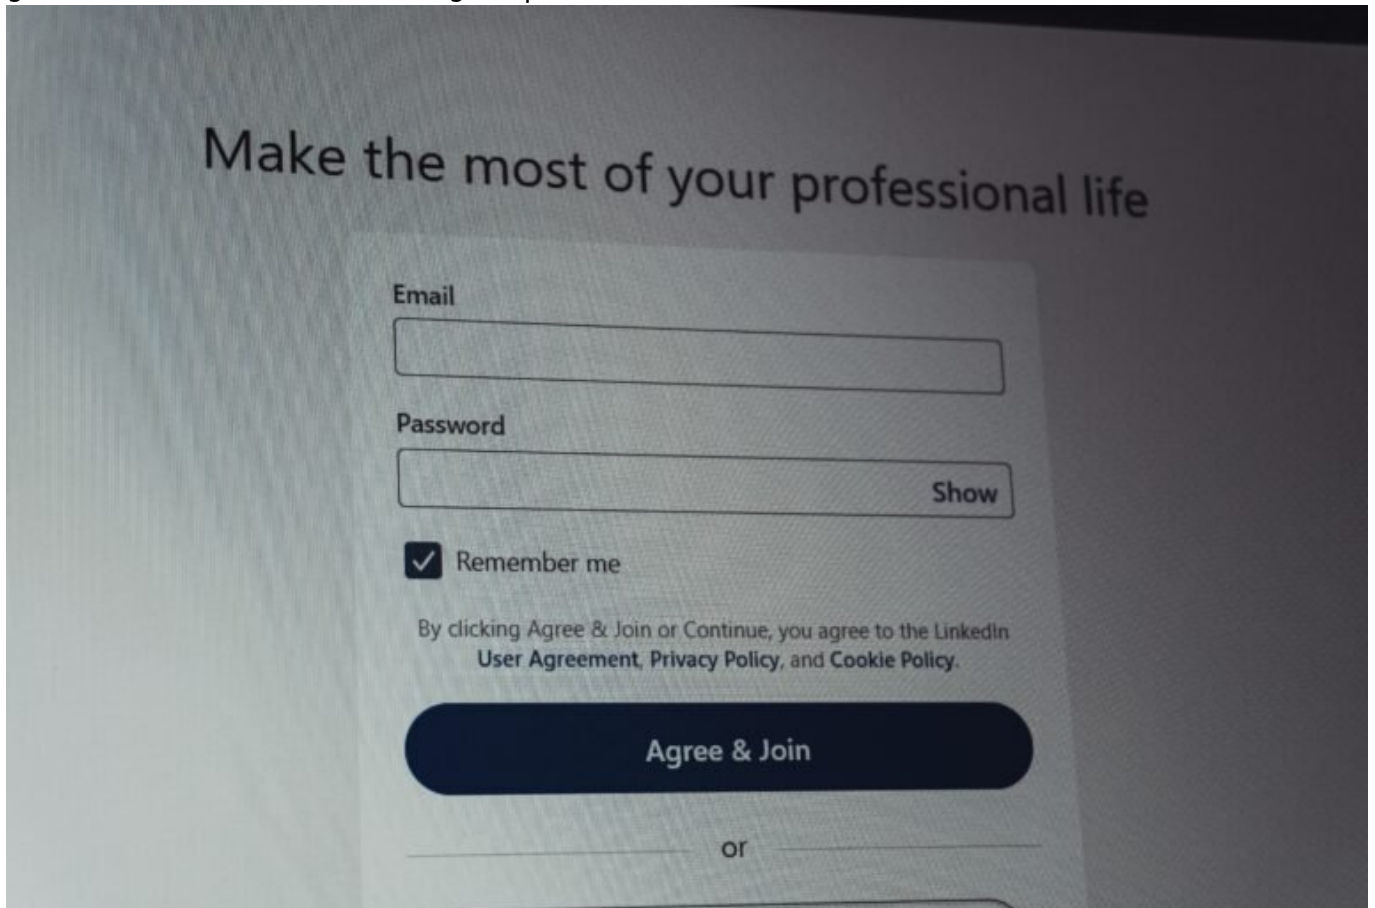 Make the most of your professional life
Email
Password
Show
Remember me
By clicking Agree & Join or Continue, you agree to the LinkedIn
User Agreement, Privacy Policy, and Cookie Policy.
Agree & Join
or